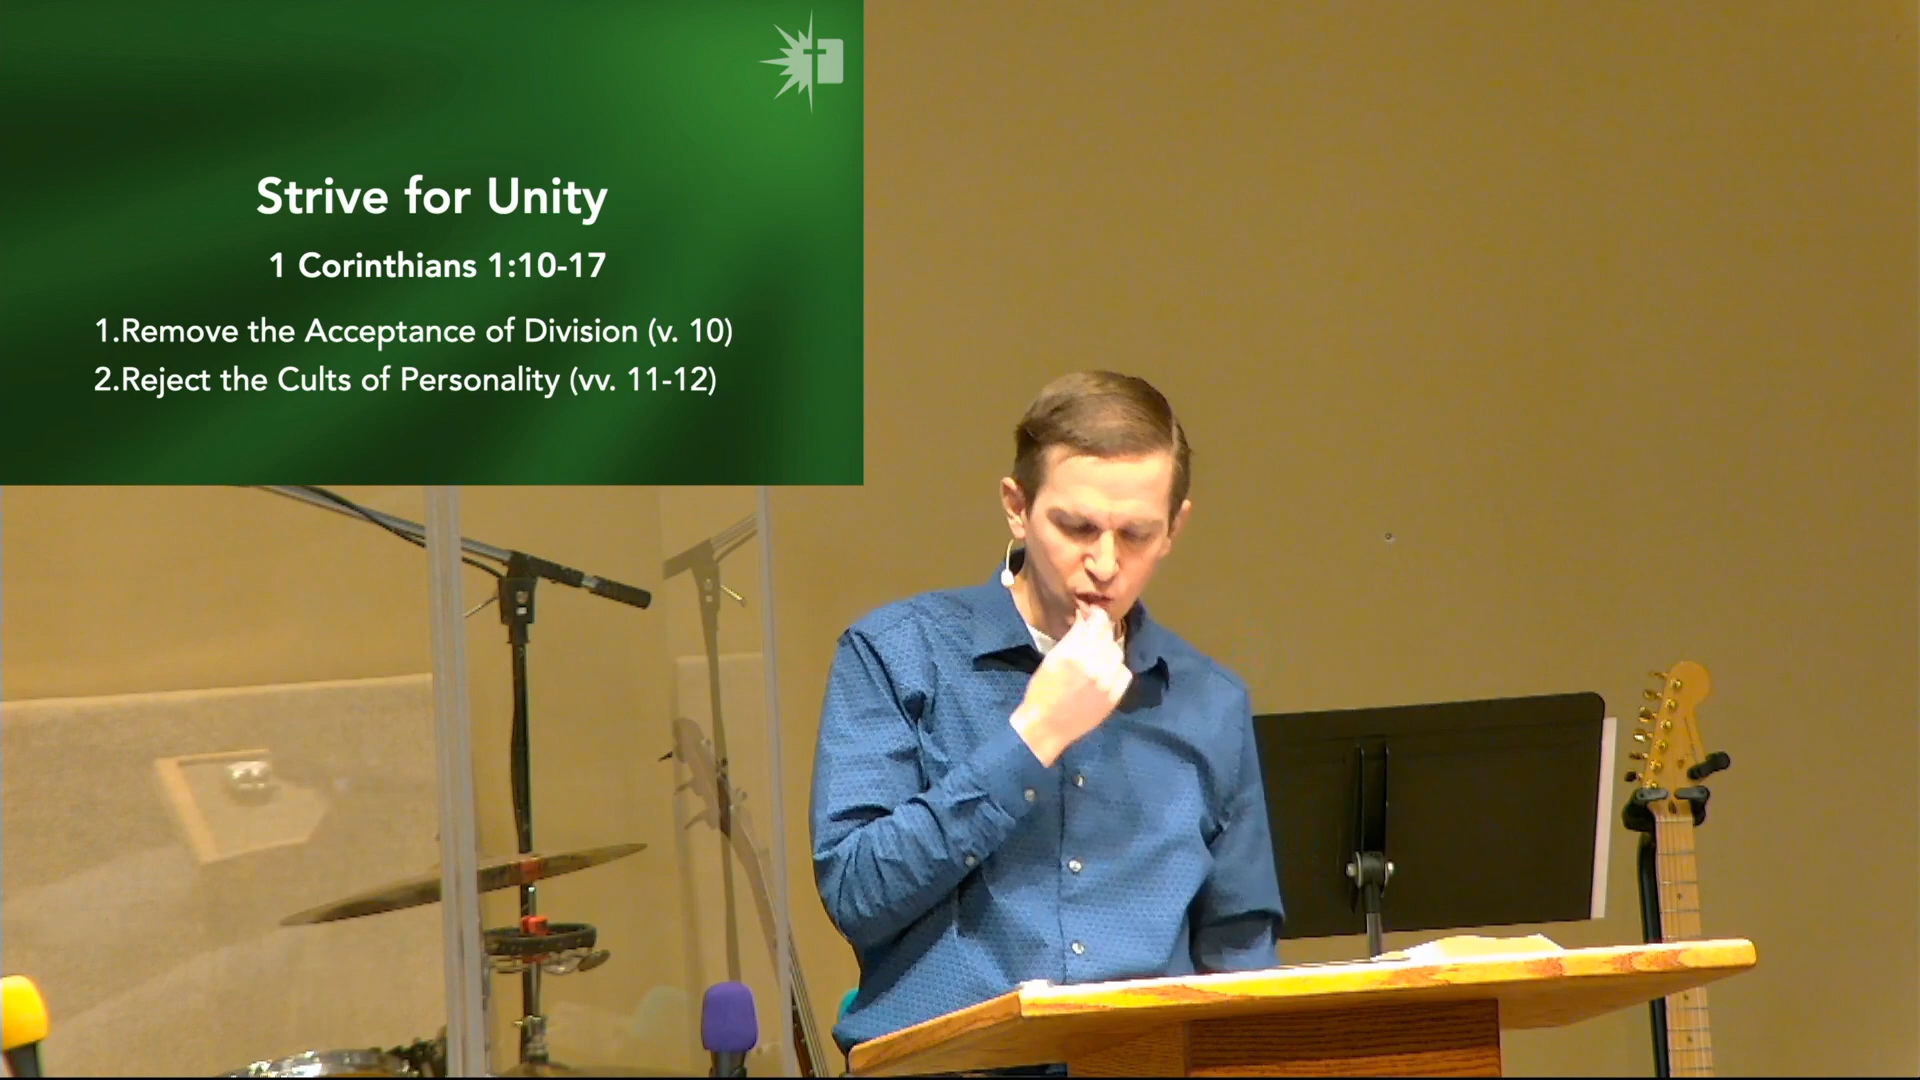 Strive for Unity
1 Corinthians 1:10-17
1.Remove the Acceptance of Division (v. 10)
2.Reject the Cults of Personality (vv. 11-12)